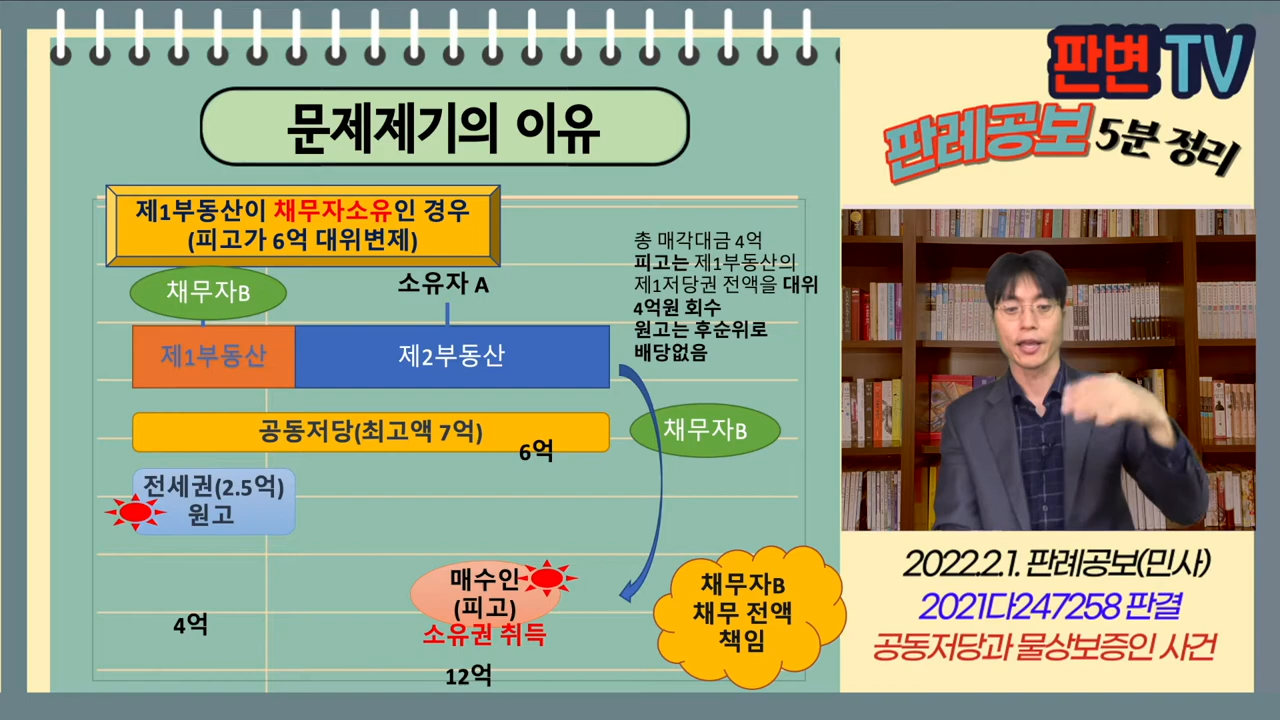 문제제기의 이유
판변 TV
판례공보 5분 정리
제1부동산이 채무자소유인 경우
(피고가 6억 대위변제)
채무자B
소유자 A
총 매각대금 4억
피고는 제1부동산의
제1저당권 전액을 대위
4억원 회수
원고는 후순위로
배당없음
제1부동산
제2부동산
공동저당(최고액 7억)
6억
채무자B
전세권(2.5억)
원고
매수인
(피고)
소유권 취득
4억
12억
채무자B
채무 전액
책임
2022.2.1. 판례공보(민사)
2021다247258 판결
공동저당과 물상보증인 사건